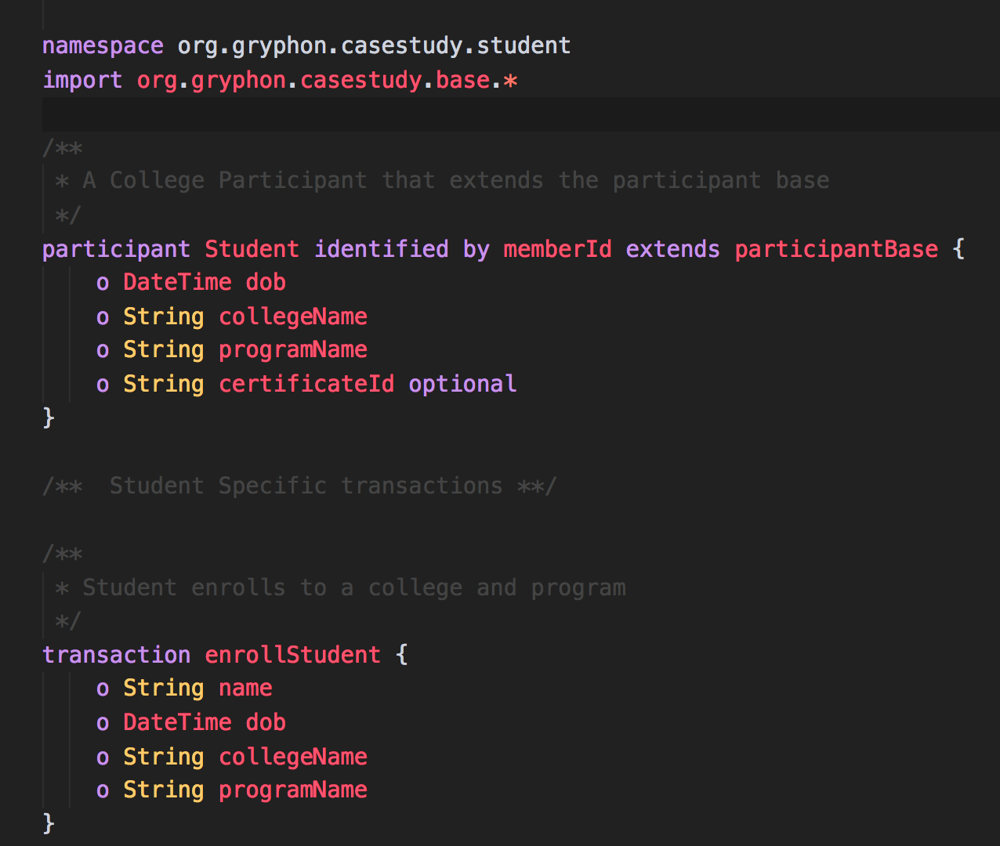 namespace org.gryphon.casestudy.student
import org.gryphon.casestudy.base.*
/**
* A College Participant that extends the participant base
*/
participant Student identified by memberId extends participantBase {
o DateTime dob
o String collegeName
o String programName
o String certificateId optional
}
/**  Student Specific transactions **/
/**
* Student enrolls to a college and program
*/
transaction enrollStudent {
o String name
o DateTime dob
o String collegeName
o String programName
}